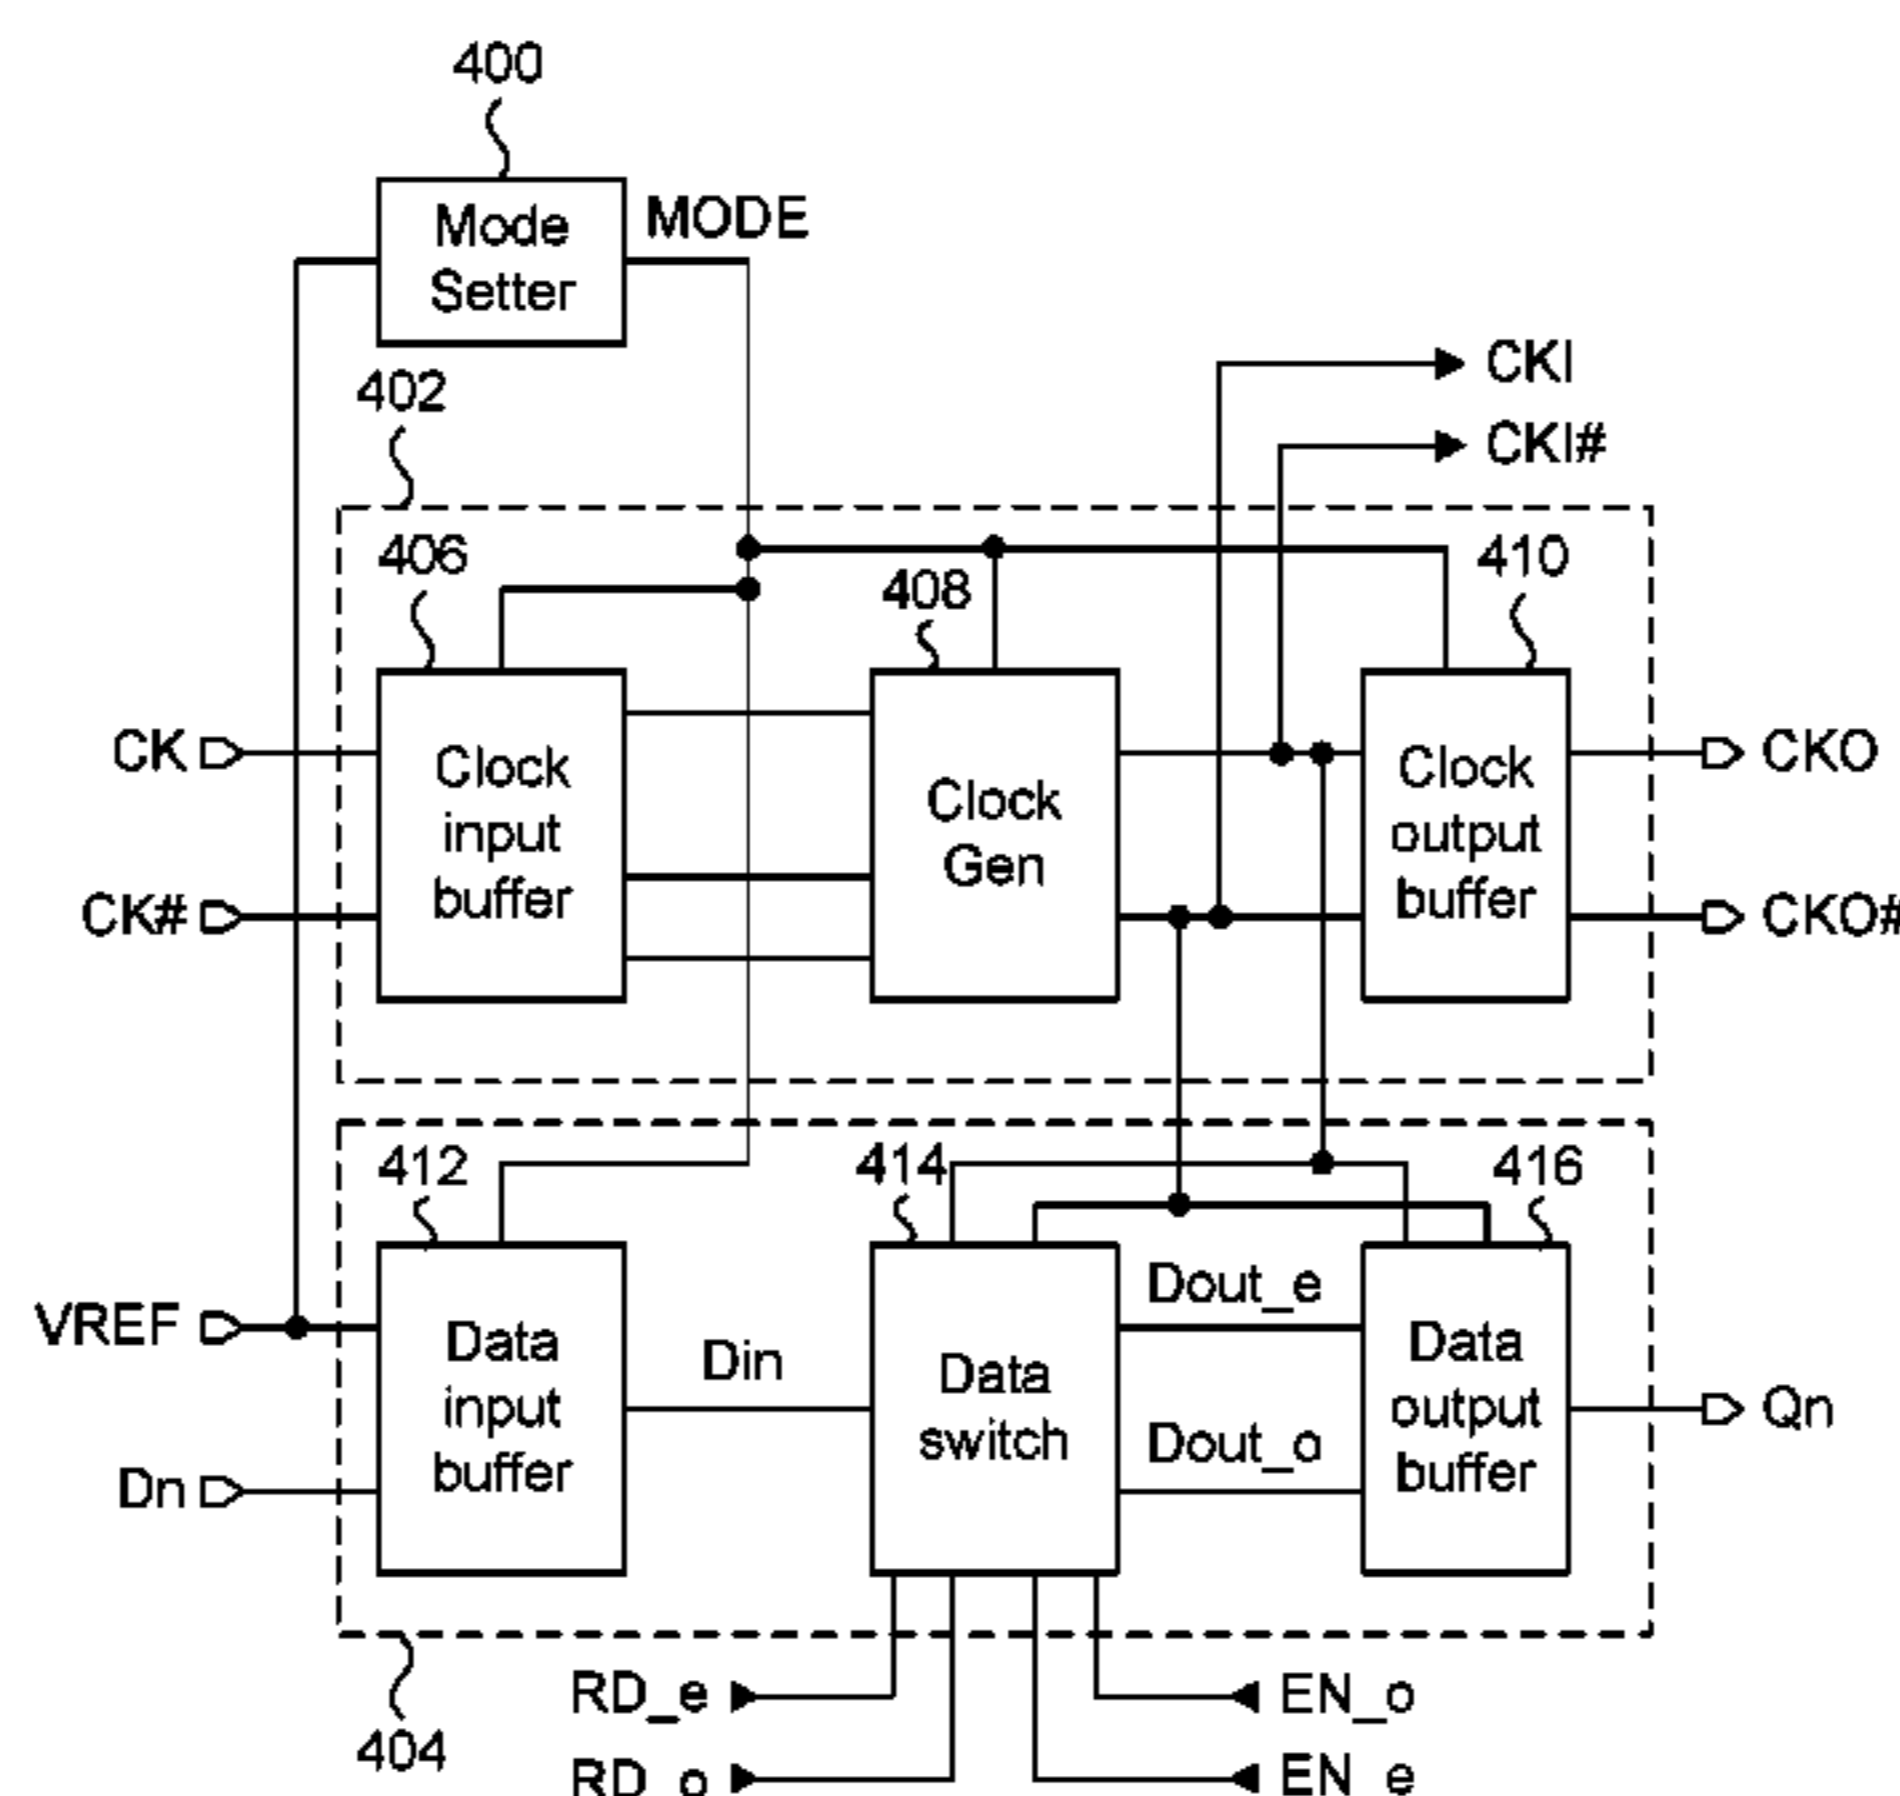 400
Mode
Setter
MODE
402
CKI
CKI#
406
408
410
CK
CK#
Clock
input
buffer
Clock
Gen
Clock
output
buffer
CKO
CKO#
412
414
416
VREF
Dn
Data
input
buffer
Din
Data
switch
Dout_e
Dout_o
Data
output
buffer
Qn
404
RD_e
EN_o
RD_o
EN_e